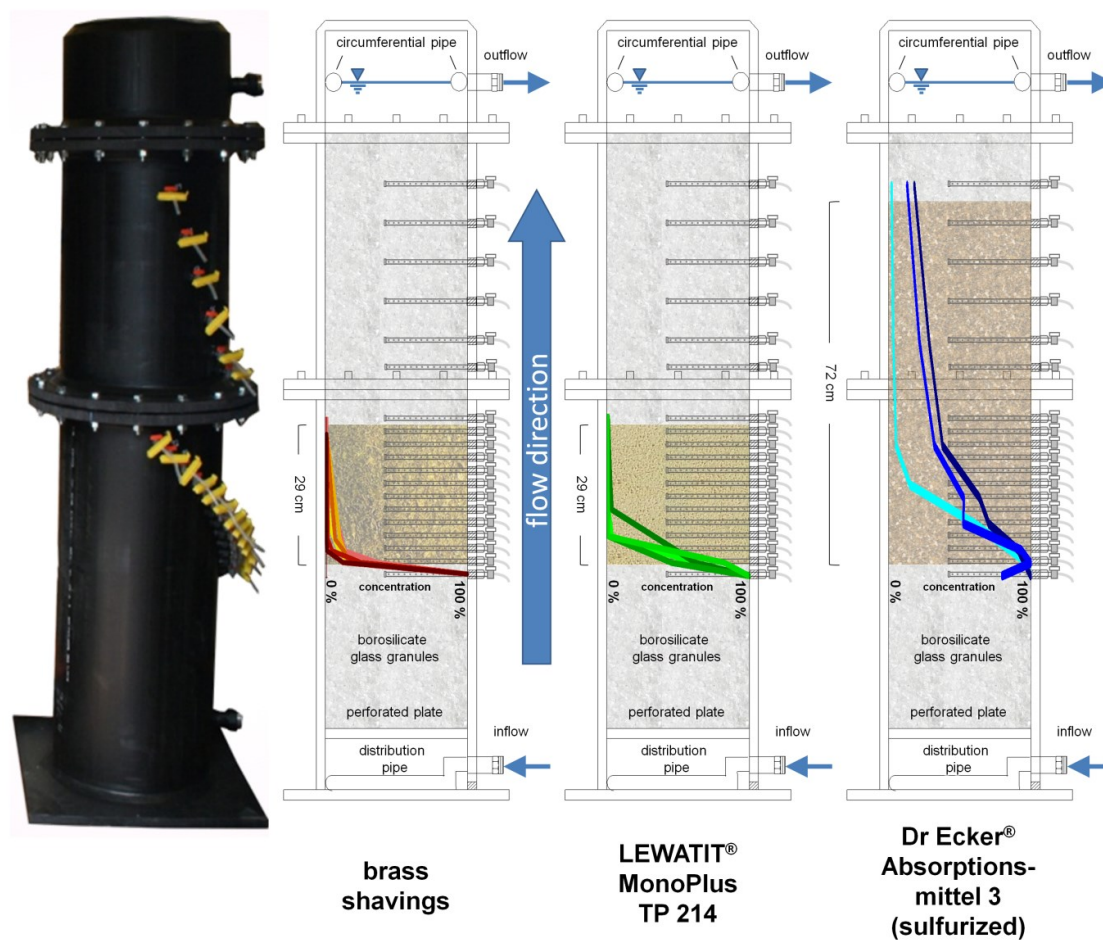 circumferential pipe
outflow
29 cm
0 %
concentration
100 %
borosilicate
glass granules
perforated plate
inflow
distribution
pipe
brass
shavings
flow direction
circumferential pipe
outflow
29 cm
0 %
concentration
100 %
borosilicate
glass granules
perforated plate
inflow
distribution
pipe
LEWATIT®
MonoPlus
TP 214
circumferential pipe
outflow
72 cm
0 %
concentration
100 %
borosilicate
glass granules
perforated plate
inflow
distribution
pipe
Dr Ecker®
Absorptions-
mittel 3
(sulfurized)